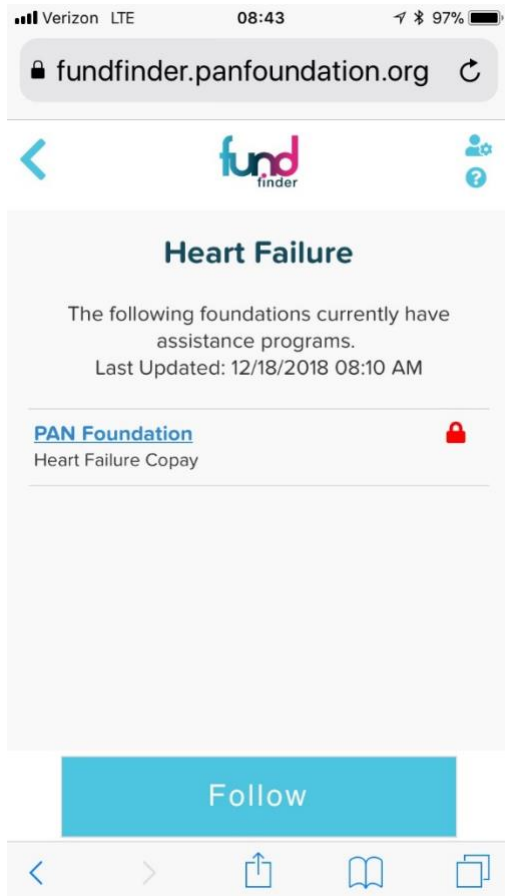 Verizon LTE 08:43 97%
fundfinder.panfoundation.org
fund
finder
Heart Failure
The following foundations currently have
assistance programs.
Last Updated: 12/18/2018 08:10 AM
PAN Foundation
Heart Failure Copay
Follow